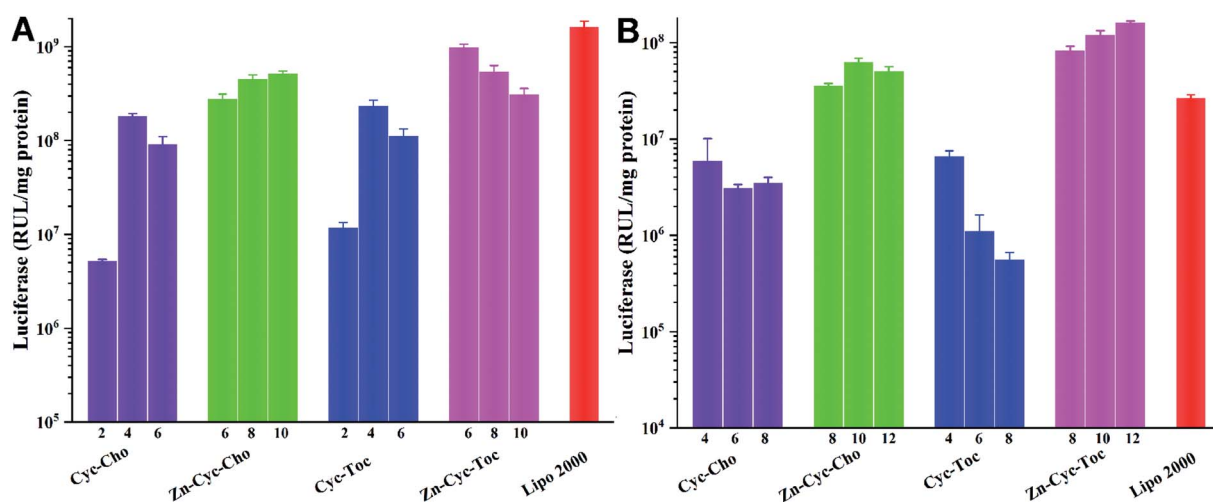 A
Luciferase (RUL/mg protein)
10⁹
10⁸
10⁷
10⁶
10⁵
2 4 6 6 8 10 2 4 6 6 8 10
Cyc-Cho Zn-Cyc-Cho Cyc-Toc Zn-Cyc-Toc Lipo 2000
B
Luciferase (RUL/mg protein)
10⁸
10⁷
10⁶
10⁵
10⁴
4 6 8 8 10 12 4 6 8 8 10 12
Cyc-Cho Zn-Cyc-Cho Cyc-Toc Zn-Cyc-Toc Lipo 2000